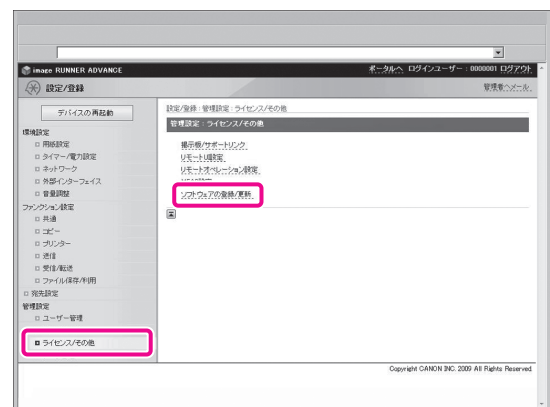 image RUNNER ADVANCE
ポータルへ ログインユーザー : 0000001 ログアウト
設定/登録
管理者へメール
デバイスの再起動
環境設定
用紙設定
タイマー/電力設定
ネットワーク
外部インターフェイス
音量調整
ファンクション設定
共通
コピー
プリンター
送信
受信/転送
ファイル保存/利用
宛先設定
管理設定
ユーザー管理
ライセンス/その他
設定/登録 : 管理設定 : ライセンス/その他
管理設定 : ライセンス/その他
掲示板/サポートリンク
リモートUI設定
リモートオペレーション設定
ソフトウェアの登録/更新
Copyright CANON INC. 2009 All Rights Reserved